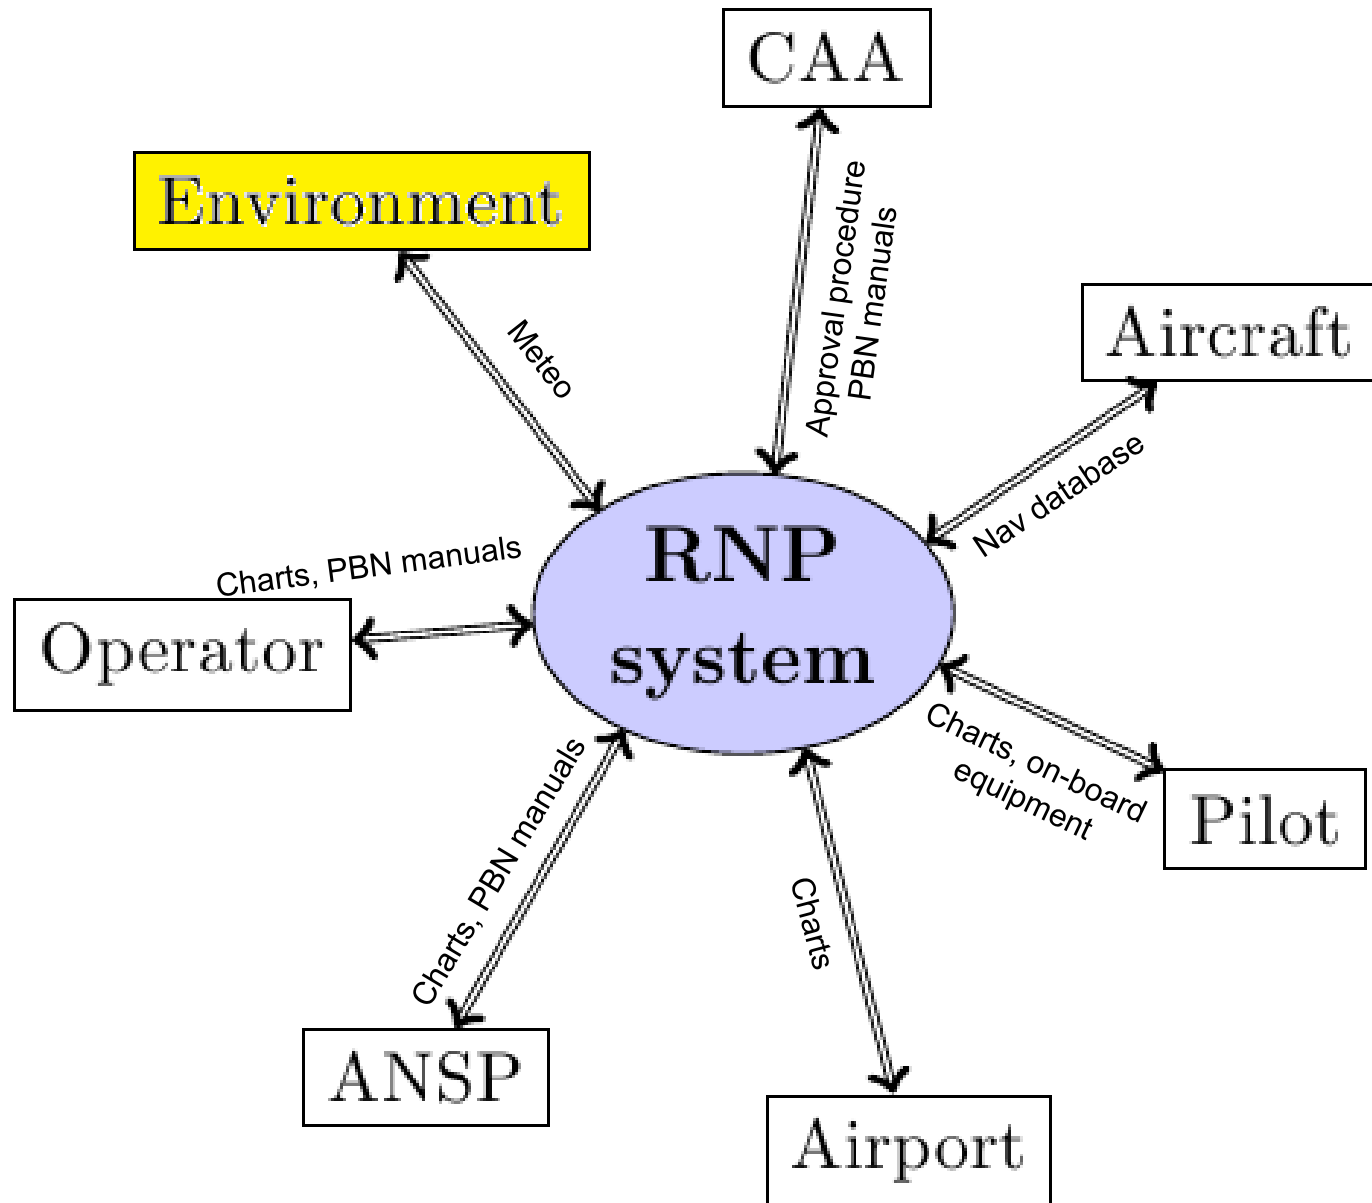 CAA
Environment
Approval procedure
PBN manuals
Meteo
Aircraft
Nav database
RNP
system
Charts, PBN manuals
Operator
Charts, on-board
equipment
Pilot
Charts, PBN manuals
Charts
ANSP
Airport